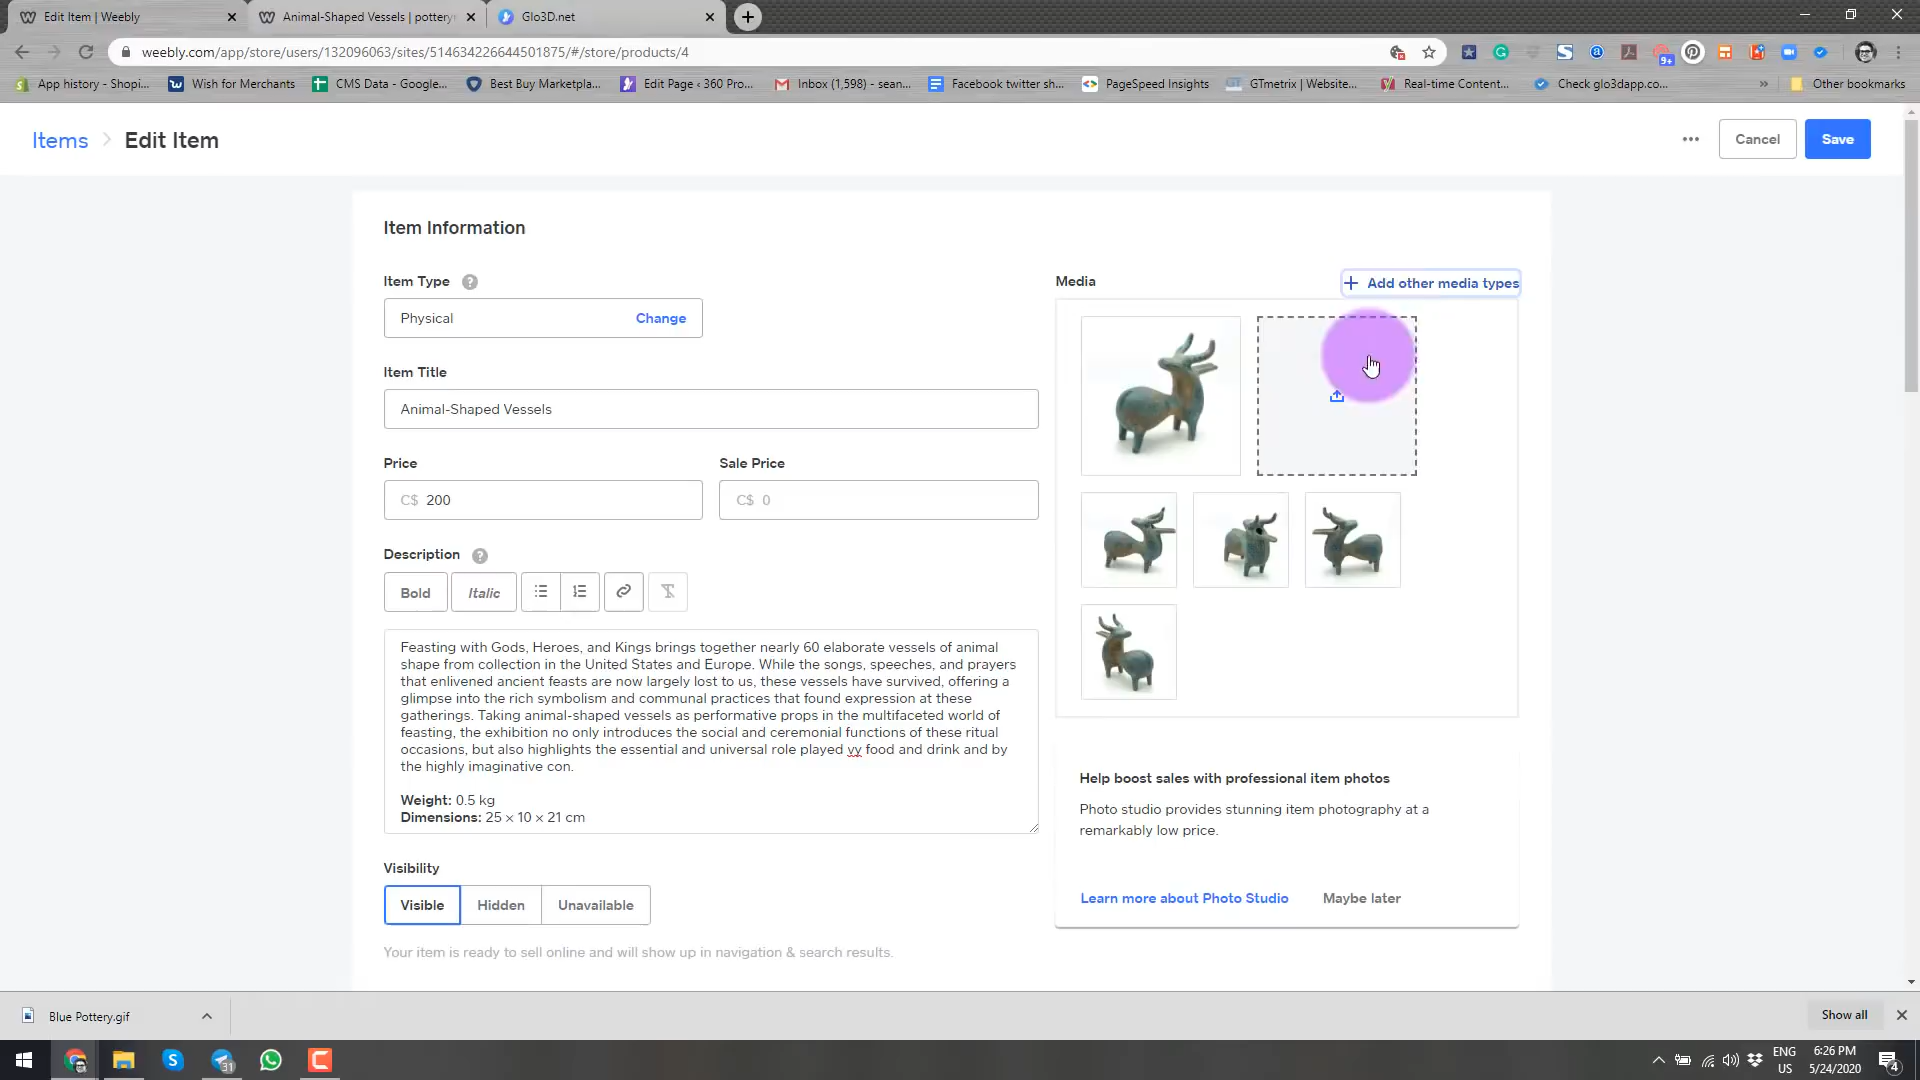 Edit Item | Weebly
Animal-Shaped Vessels | pottery
Glo3D.net
weebly.com/app/store/users/132096063/sites/514634226644501875/#/store/products/4
9+
App history - Shopi...
Wish for Merchants
CMS Data - Google...
Best Buy Marketpla...
Edit Page ‹ 360 Pro...
Inbox (1,598) - sean...
Facebook twitter sh...
PageSpeed Insights
GTmetrix | Website...
Real-time Content...
Check glo3dapp.co...
»
Other bookmarks
Items > Edit Item
Cancel
Save
Item Information
Item Type
Physical
Change
Item Title
Animal-Shaped Vessels
Price
C$ 200
Sale Price
C$ 0
Description
Bold
Italic
Feasting with Gods, Heroes, and Kings brings together nearly 60 elaborate vessels of animal
shape from collection in the United States and Europe. While the songs, speeches, and prayers
that enlivened ancient feasts are now largely lost to us, these vessels have survived, offering a
glimpse into the rich symbolism and communal practices that found expression at these
gatherings. Taking animal-shaped vessels as performative props in the multifaceted world of
feasting, the exhibition no only introduces the social and ceremonial functions of these ritual
occasions, but also highlights the essential and universal role played vy food and drink and by
the highly imaginative con.
Weight: 0.5 kg
Dimensions: 25 × 10 × 21 cm
Visibility
Visible
Hidden
Unavailable
Your item is ready to sell online and will show up in navigation & search results.
Media
+ Add other media types
Help boost sales with professional item photos
Photo studio provides stunning item photography at a
remarkably low price.
Learn more about Photo Studio
Maybe later
Blue Pottery.gif
Show all
31
ENG
US
6:26 PM
5/24/2020
4